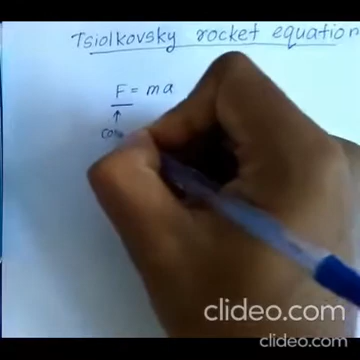 Tsiolkovsky rocket equation
F = ma
↑
clideo.com
clideo.com